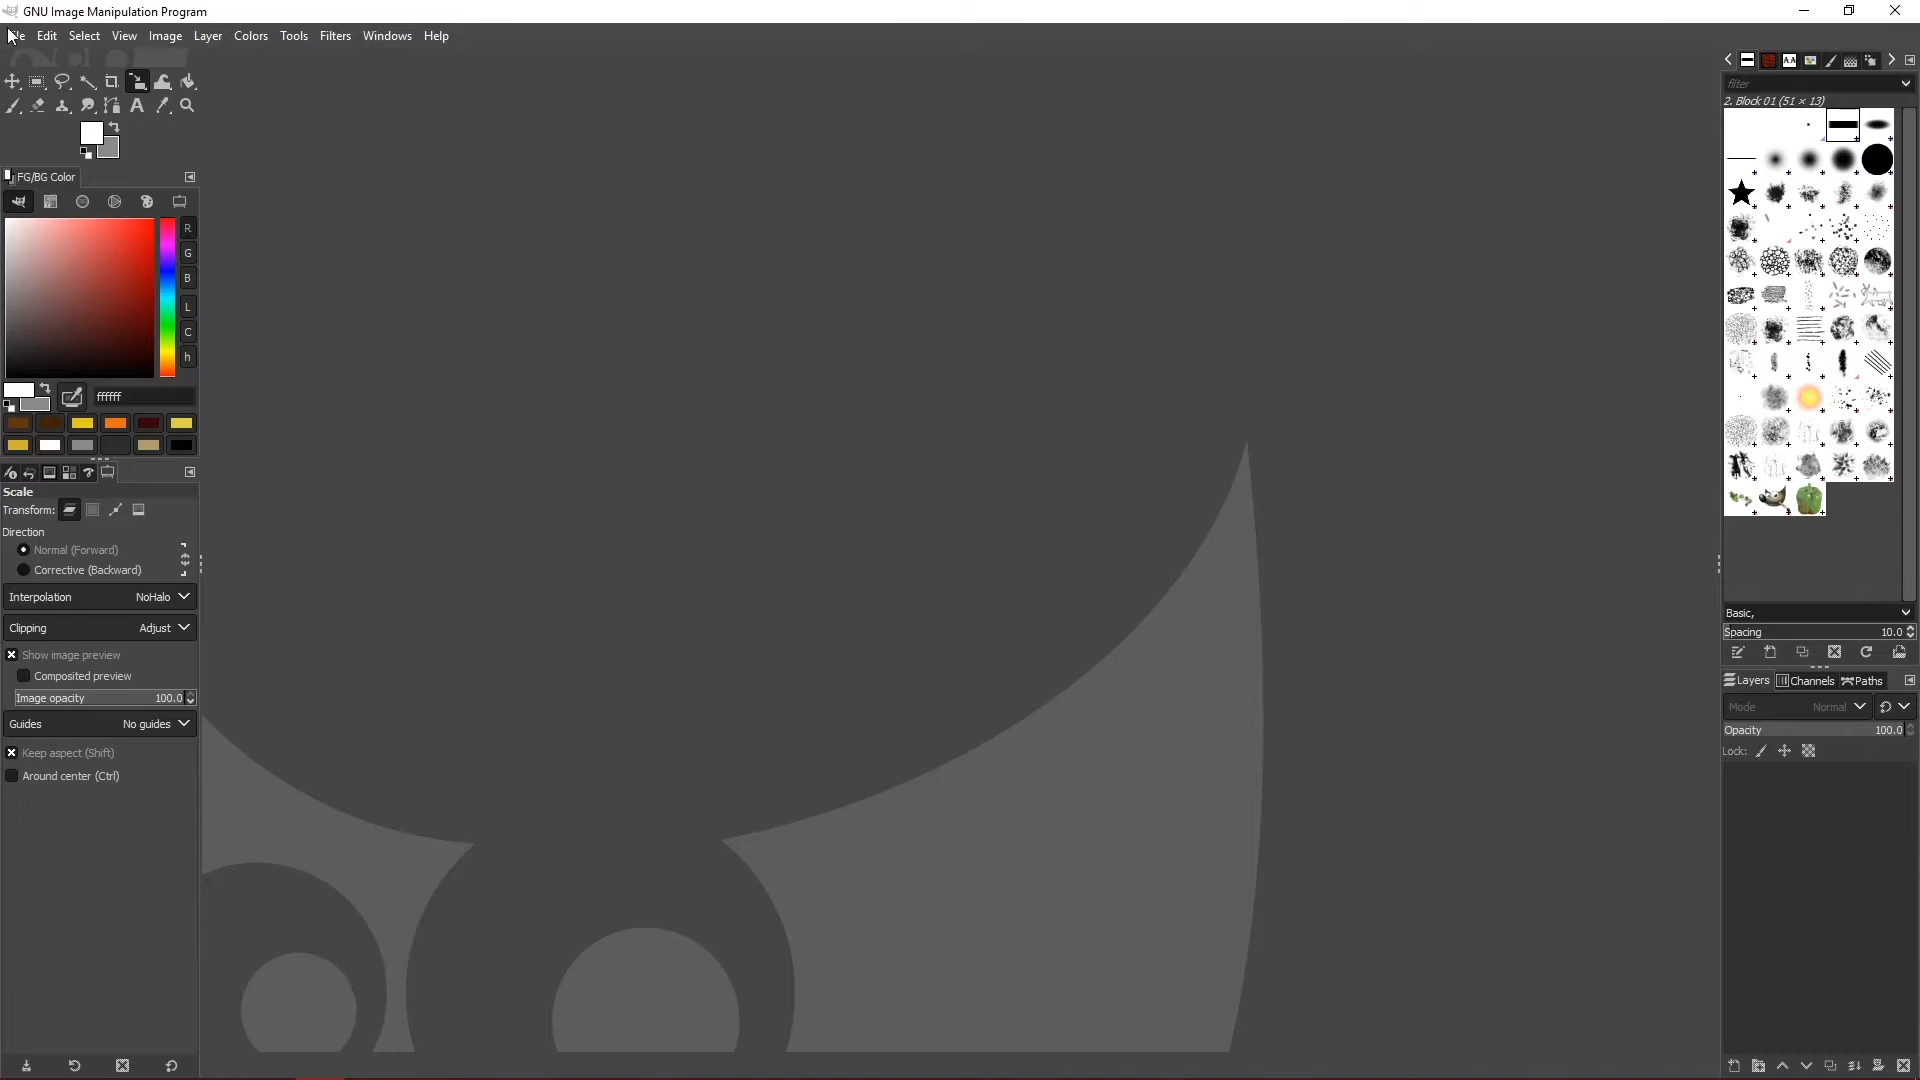 GNU Image Manipulation Program
Edit Select View Image Layer Colors Tools Filters Windows Help
filter
2. Block 01 (51 × 13)
FG/BG Color
R
G
B
L
C
h
ffffff
Scale
Transform:
Direction
Normal (Forward)
Corrective (Backward)
Interpolation NoHalo
Clipping Adjust
Show image preview
Composited preview
Image opacity 100.0
Guides No guides
Keep aspect (Shift)
Around center (Ctrl)
Basic,
Spacing 10.0
Layers Channels Paths
Mode Normal
Opacity 100.0
Lock: